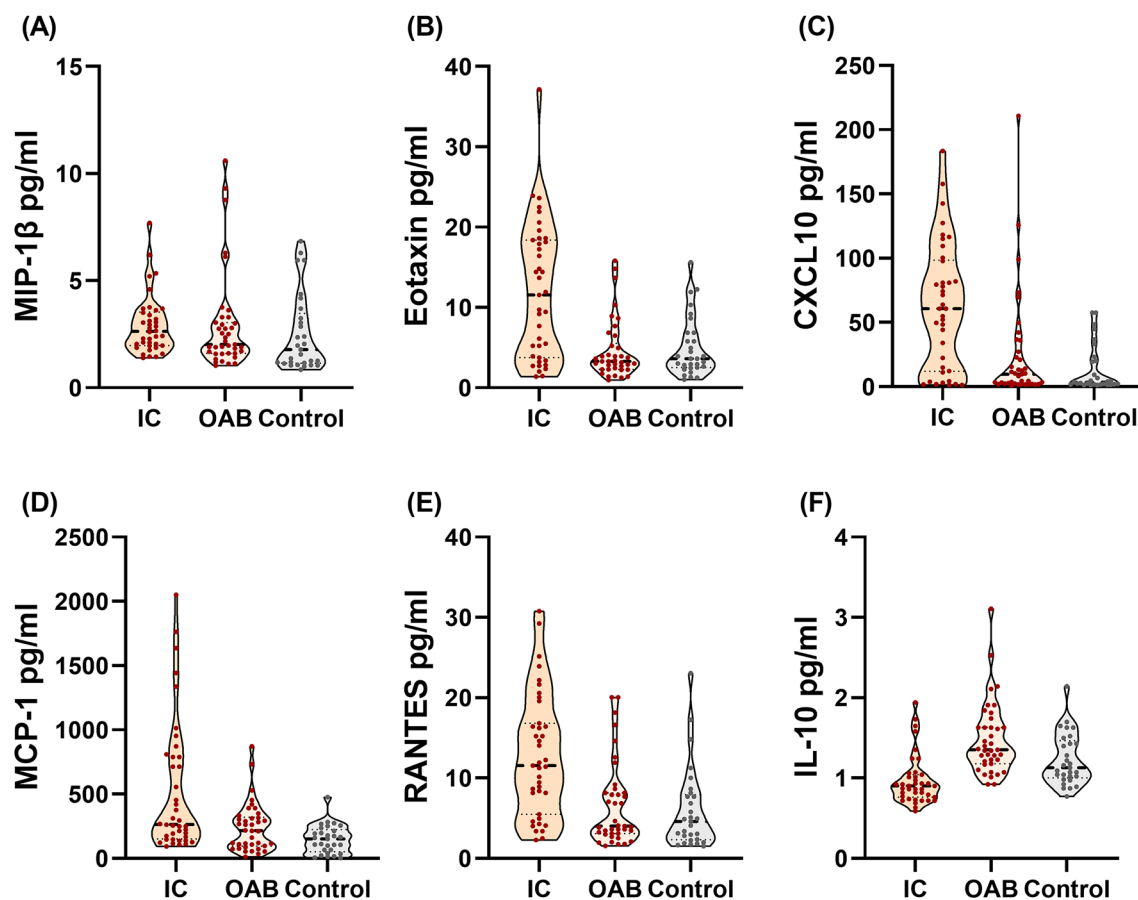 (A)
MIP-1β pg/ml
15
10
5
0
IC OAB Control
(B)
Eotaxin pg/ml
40
30
20
10
0
IC OAB Control
(C)
CXCL10 pg/ml
250
200
150
100
50
0
IC OAB Control
(D)
MCP-1 pg/ml
2500
2000
1500
1000
500
0
IC OAB Control
(E)
RANTES pg/ml
40
30
20
10
0
IC OAB Control
(F)
IL-10 pg/ml
4
3
2
1
0
IC OAB Control